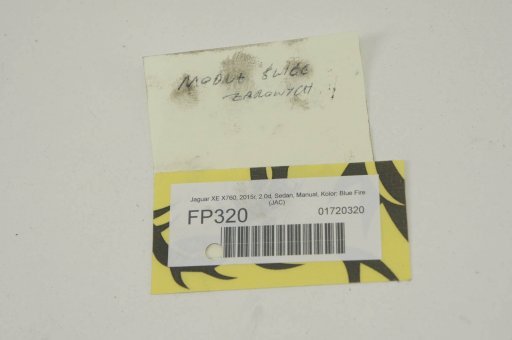 MODUŁ ŚWIEC
ŻAROWYCH
Jaguar XE X760, 2015r, 2.0d, Sedan, Manual, Kolor: Blue Fire
(JAC)
FP320
01720320